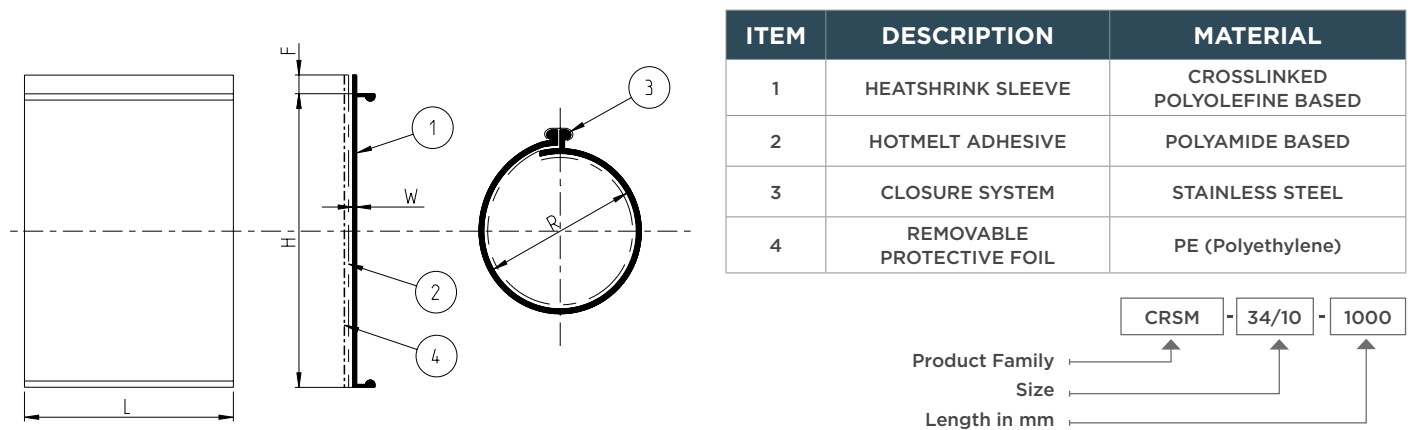 F
1
W
H
2
4
L
3
R
ITEM DESCRIPTION MATERIAL
1 HEATSHRINK SLEEVE CROSSLINKED
POLYOLEFINE BASED
2 HOTMELT ADHESIVE POLYAMIDE BASED
3 CLOSURE SYSTEM STAINLESS STEEL
4 REMOVABLE
PROTECTIVE FOIL PE (Polyethylene)
CRSM - 34/10 - 1000
Product Family
Size
Length in mm